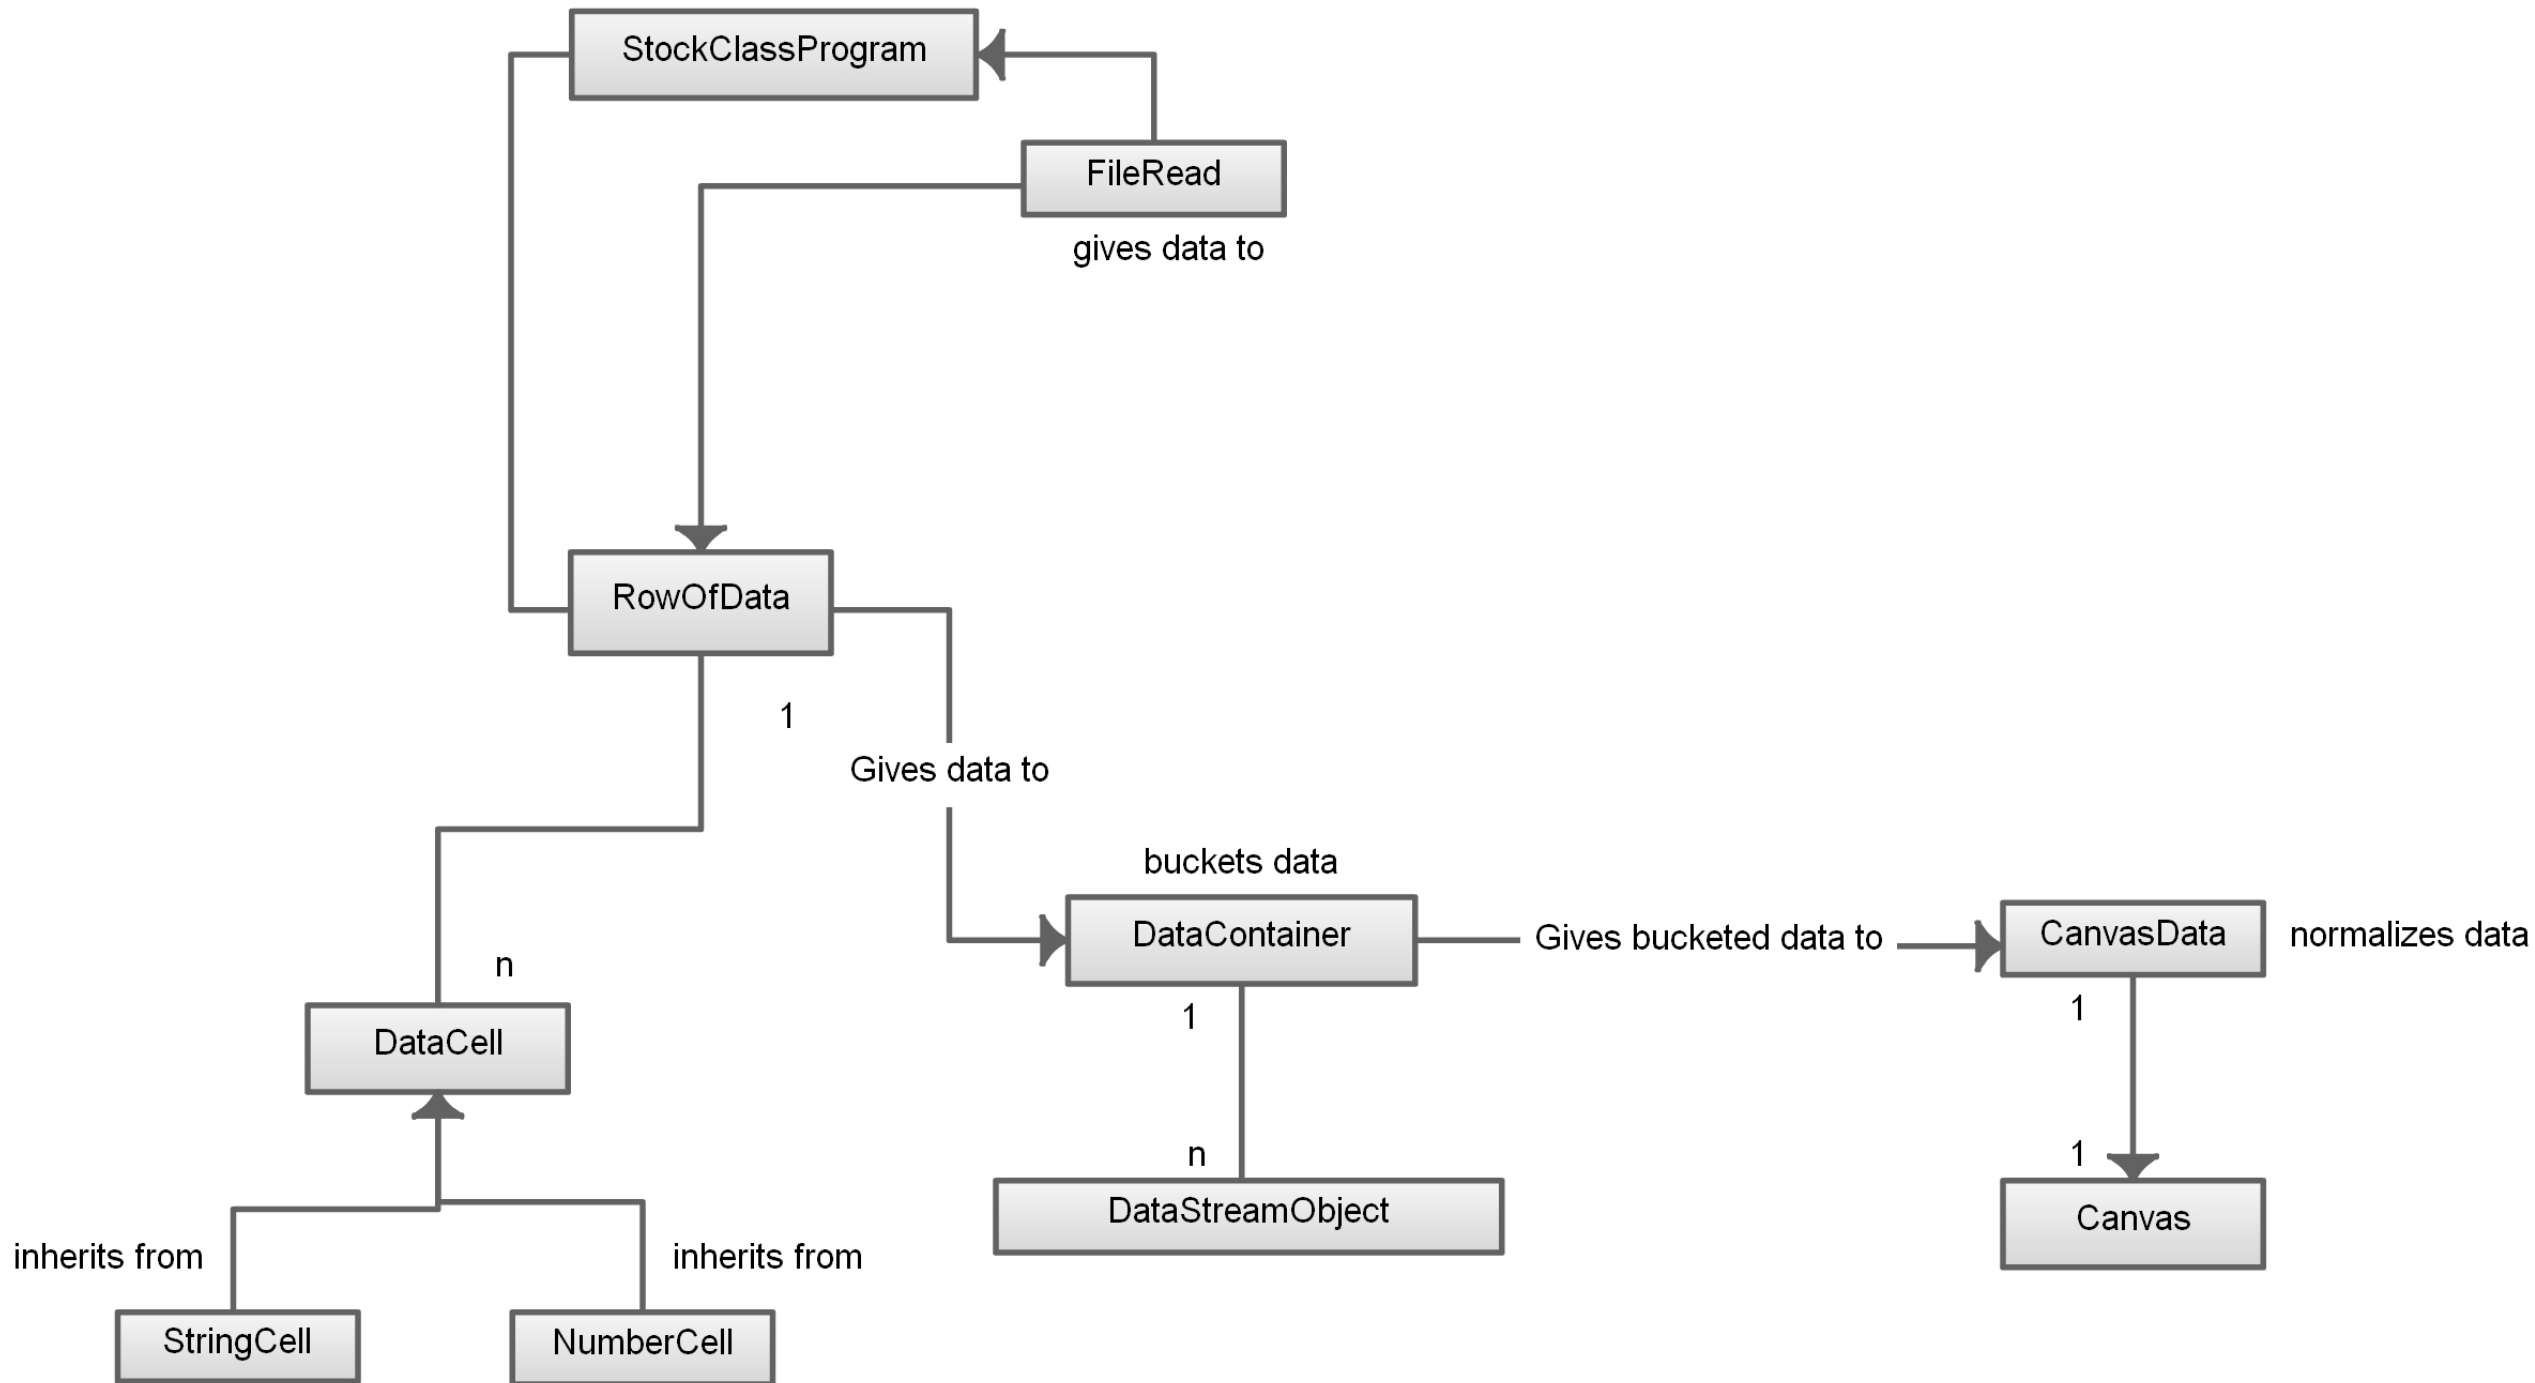 StockClassProgram
FileRead
gives data to
RowOfData
1
Gives data to
buckets data
DataContainer
Gives bucketed data to
CanvasData
normalizes data
n
1
1
DataCell
n
1
DataStreamObject
Canvas
inherits from
inherits from
StringCell
NumberCell